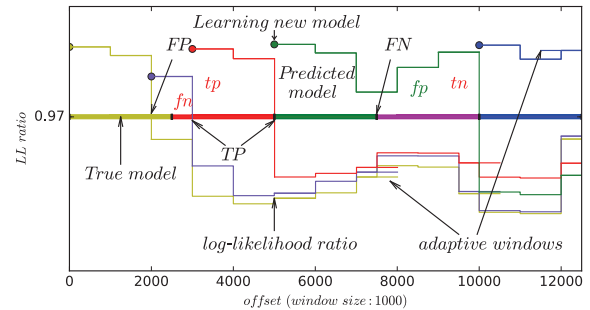 Learning new model
FP
FN
tp
Predicted
model
fn
fp
tn
0.97
LL ratio
TP
True model
log-likelihood ratio
adaptive windows
0
2000
4000
6000
8000
10000
12000
offset (window size: 1000)